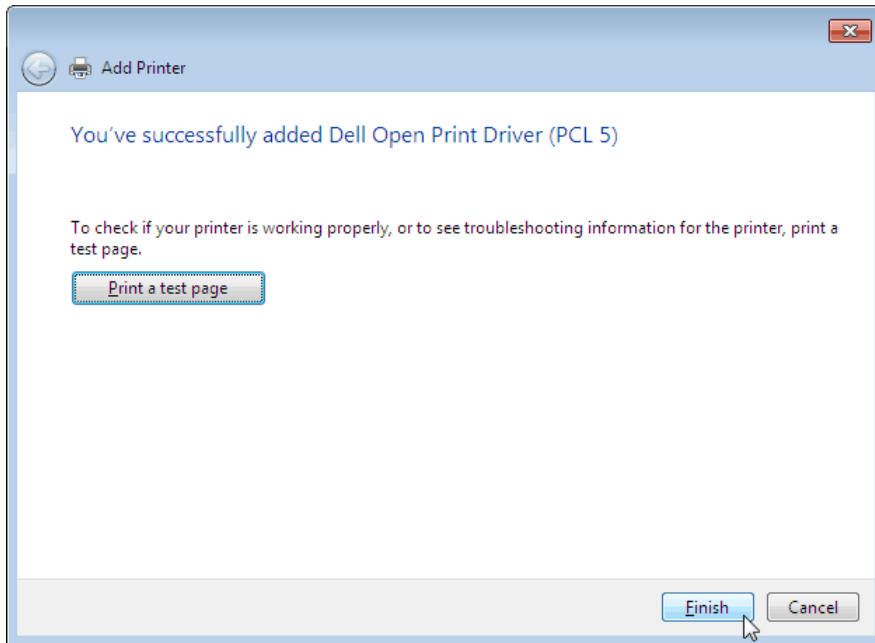 Add Printer
You've successfully added Dell Open Print Driver (PCL 5)
To check if your printer is working properly, or to see troubleshooting information for the printer, print a
test page.
Print a test page
Finish
Cancel